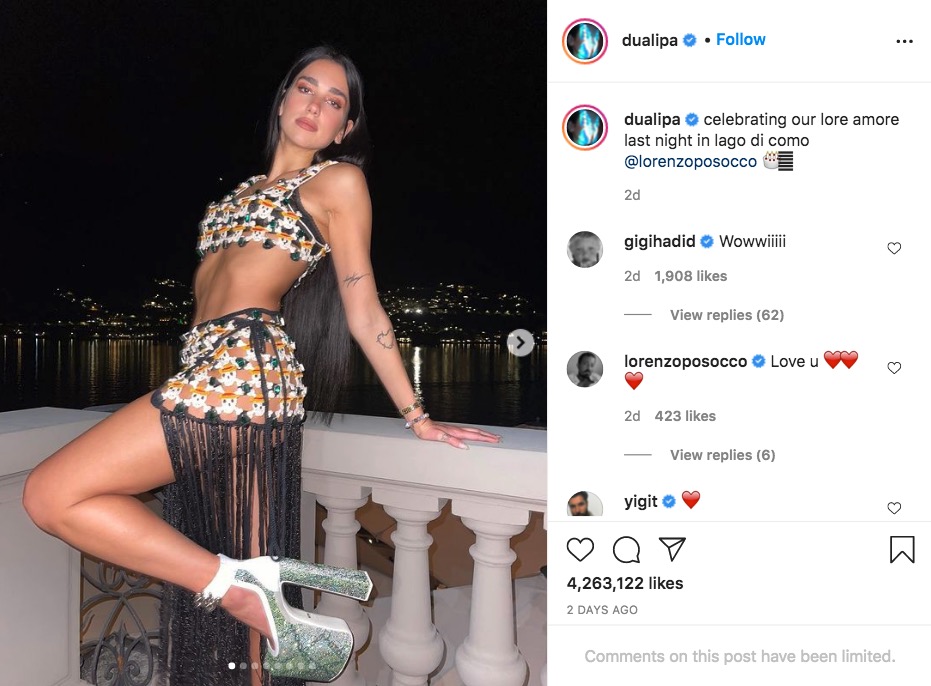 dualipa • Follow
dualipa celebrating our lore amore
last night in lago di como
@lorenzoposocco
2d
gigihadid Wowwiiiii
2d 1,908 likes
View replies (62)
lorenzoposocco Love u ❤️❤️
❤️
2d 423 likes
View replies (6)
yigit ❤️
4,263,122 likes
2 DAYS AGO
Comments on this post have been limited.